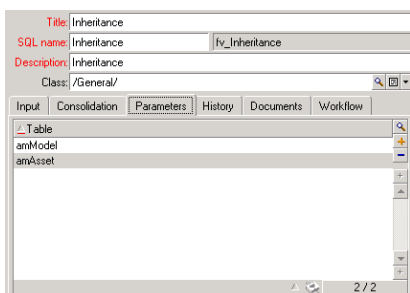 Title: Inheritance
SQL name: Inheritance fv_Inheritance
Description: Inheritance
Class: /General/
Input Consolidation Parameters History Documents Workflow
Table
amModel
amAsset
2 / 2